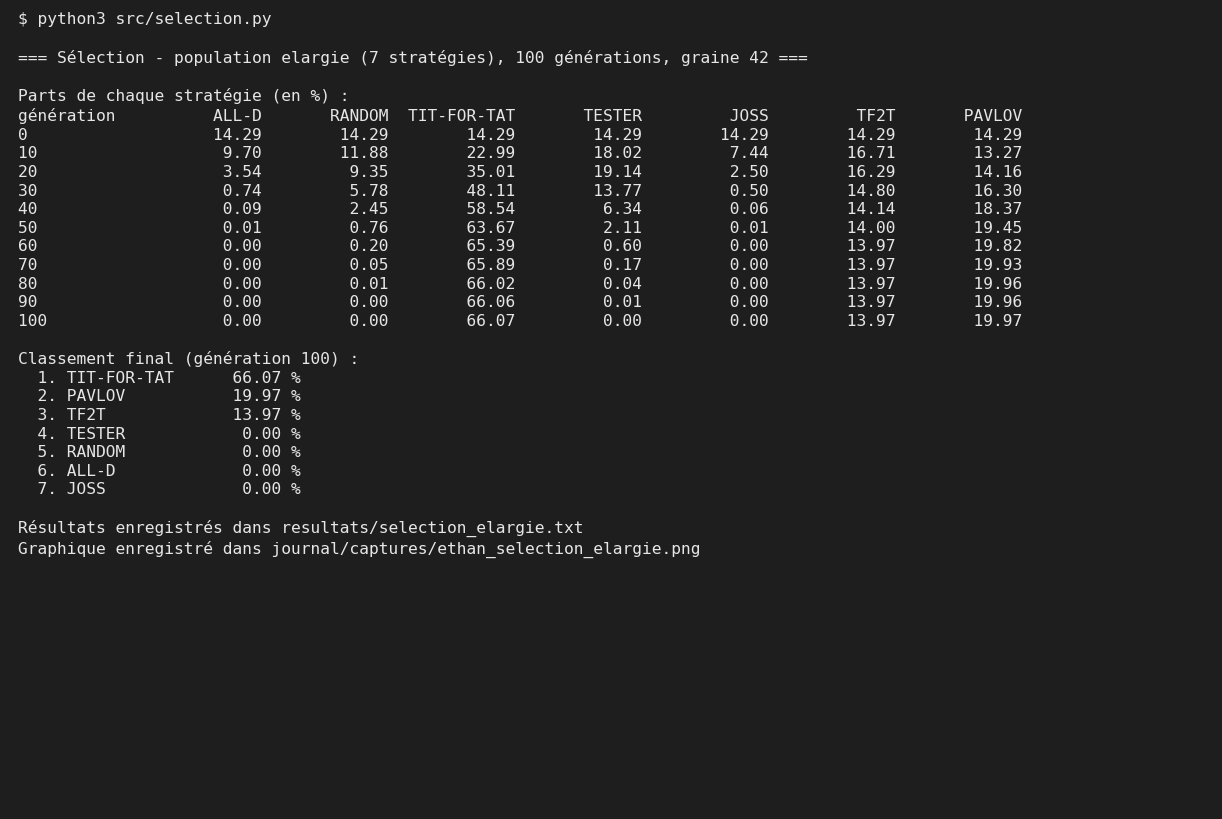 $ python3 src/selection.py
=== Sélection - population elargie (7 stratégies), 100 générations, graine 42 ===
Parts de chaque stratégie (en %) :
génération          ALL-D       RANDOM  TIT-FOR-TAT       TESTER         JOSS         TF2T       PAVLOV
0                   14.29        14.29        14.29        14.29        14.29        14.29        14.29
10                   9.70        11.88        22.99        18.02         7.44        16.71        13.27
20                   3.54         9.35        35.01        19.14         2.50        16.29        14.16
30                   0.74         5.78        48.11        13.77         0.50        14.80        16.30
40                   0.09         2.45        58.54         6.34         0.06        14.14        18.37
50                   0.01         0.76        63.67         2.11         0.01        14.00        19.45
60                   0.00         0.20        65.39         0.60         0.00        13.97        19.82
70                   0.00         0.05        65.89         0.17         0.00        13.97        19.93
80                   0.00         0.01        66.02         0.04         0.00        13.97        19.96
90                   0.00         0.00        66.06         0.01         0.00        13.97        19.96
100                  0.00         0.00        66.07         0.00         0.00        13.97        19.97
Classement final (génération 100) :
  1. TIT-FOR-TAT      66.07 %
  2. PAVLOV           19.97 %
  3. TF2T             13.97 %
  4. TESTER            0.00 %
  5. RANDOM            0.00 %
  6. ALL-D             0.00 %
  7. JOSS              0.00 %
Résultats enregistrés dans resultats/selection_elargie.txt
Graphique enregistré dans journal/captures/ethan_selection_elargie.png